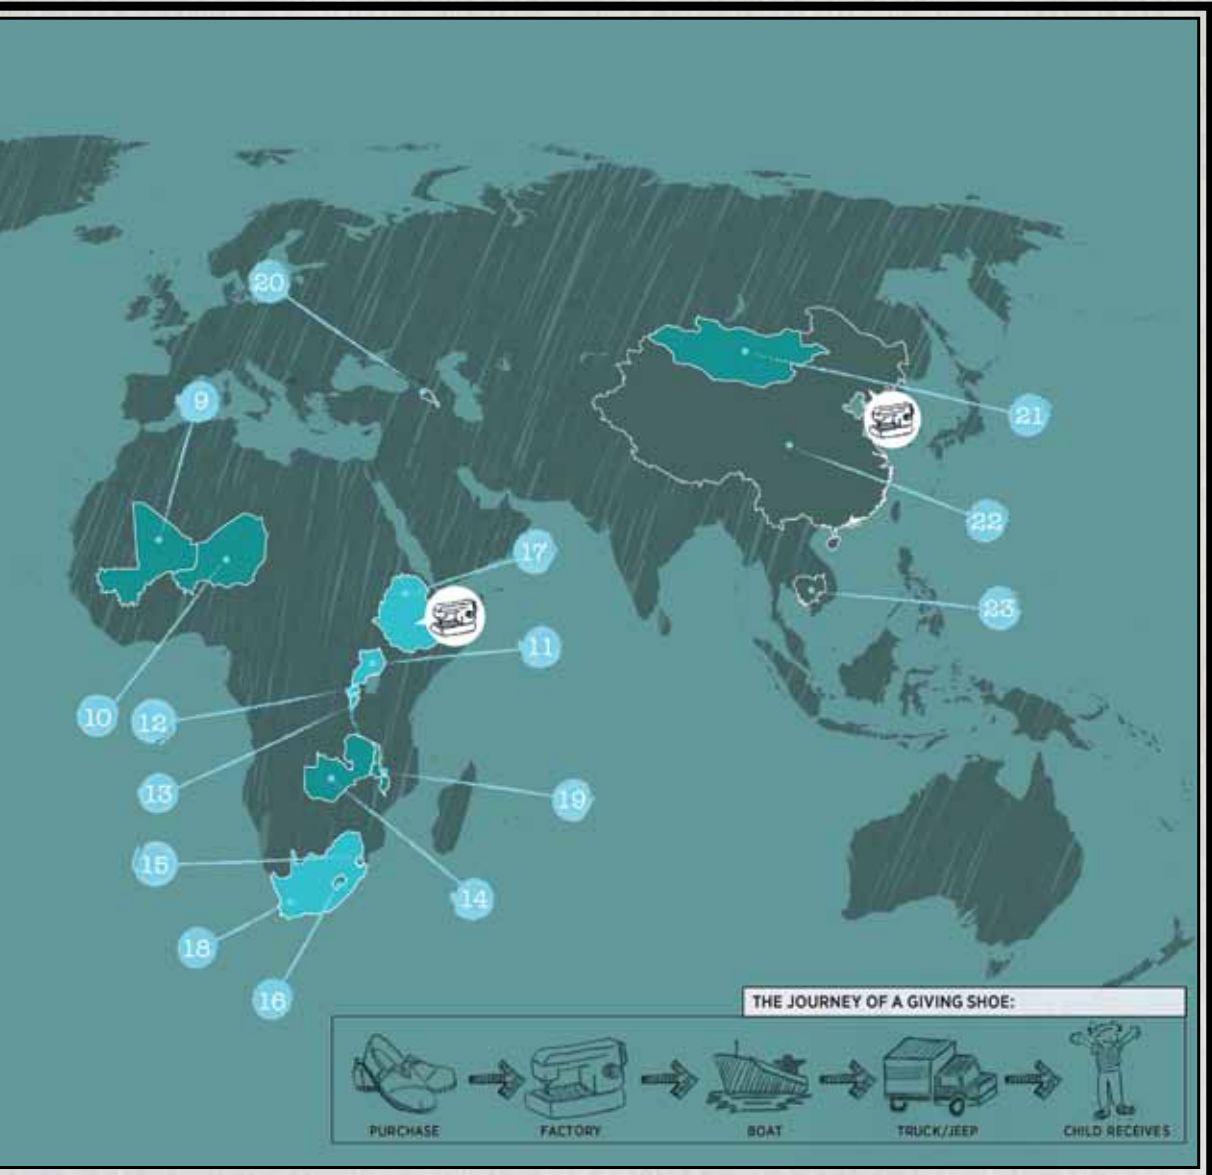 20
9
21
22
17
23
11
10
12
13
19
15
14
18
16
THE JOURNEY OF A GIVING SHOE:
PURCHASE
FACTORY
BOAT
TRUCK/JEEP
CHILD RECEIVES